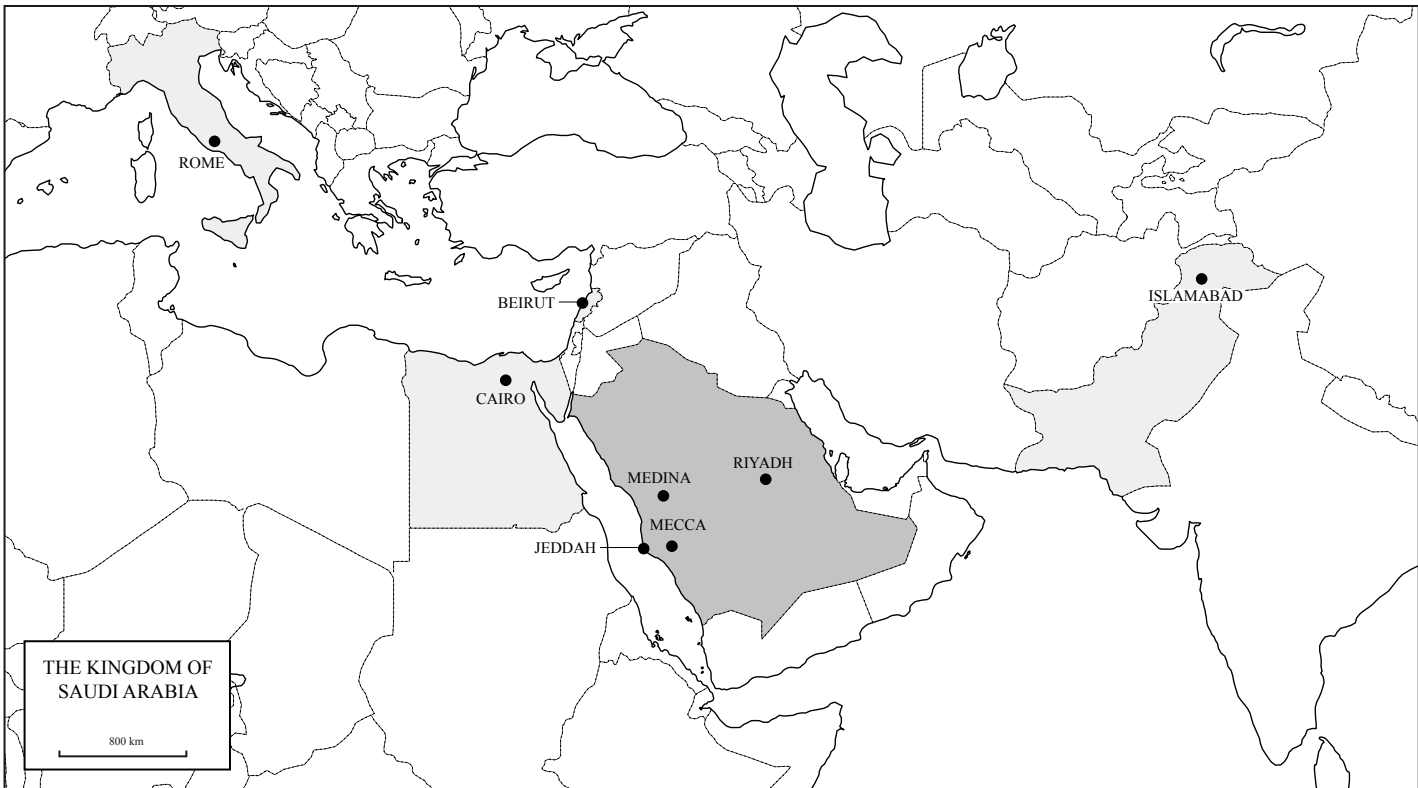 ROME
ISLAMABAD
BEIRUT
CAIRO
RIYADH
MEDINA
MECCA
JEDDAH
THE KINGDOM OF
SAUDI ARABIA
800 km